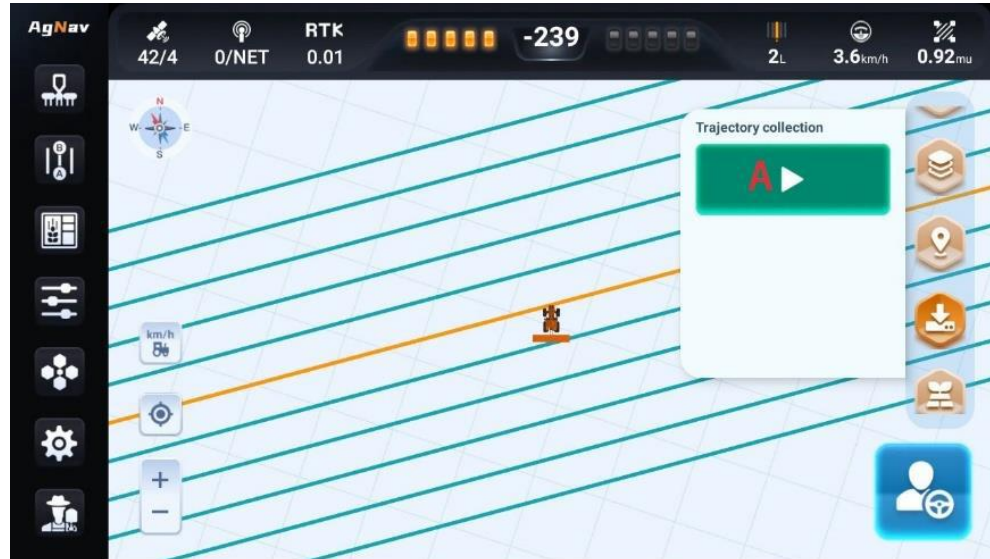 AgNav
42/4
0/NET
RTK
0.01
-239
2L
3.6km/h
0.92mu
N
W
E
S
Trajectory collection
A
B
A
km/h
+
−